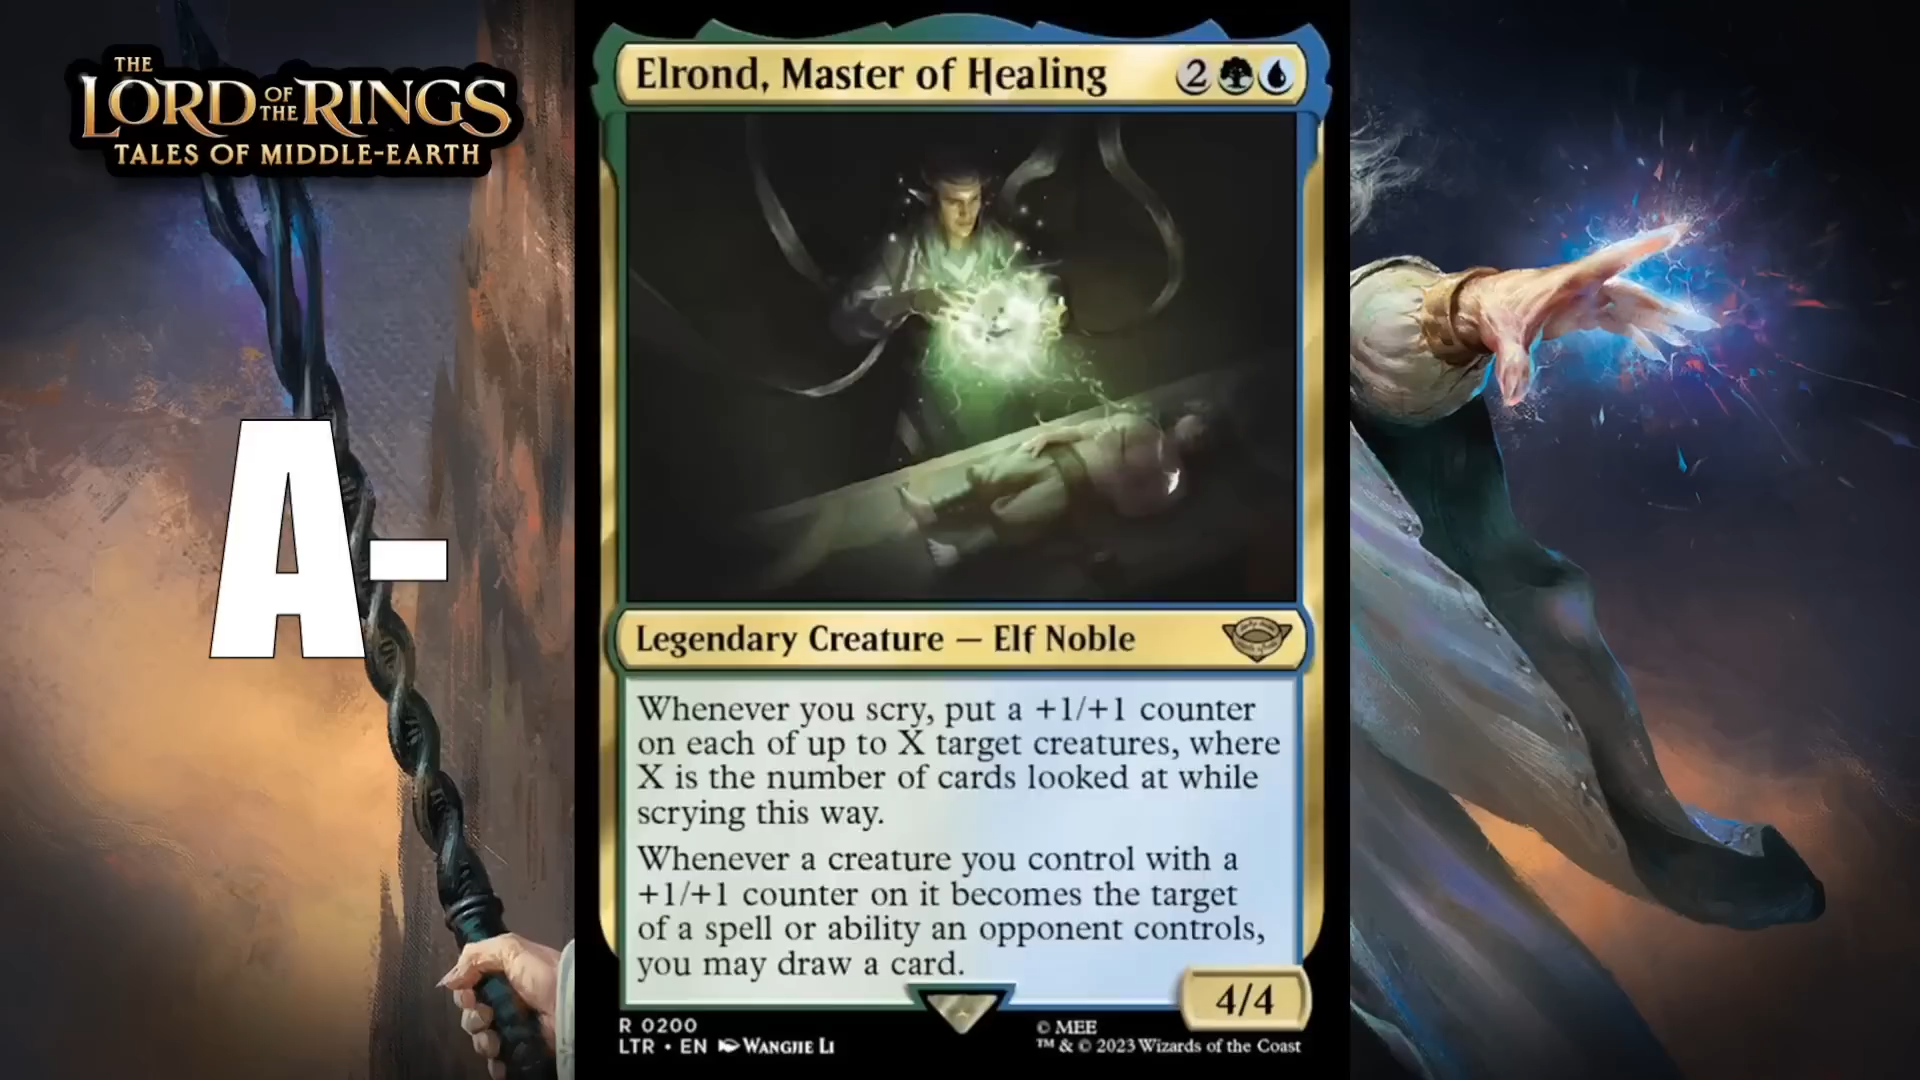 THE
LORD OF THE RINGS
TALES OF MIDDLE-EARTH
A-
Elrond, Master of Healing 2
Legendary Creature — Elf Noble
Whenever you scry, put a +1/+1 counter
on each of up to X target creatures, where
X is the number of cards looked at while
scrying this way.
Whenever a creature you control with a
+1/+1 counter on it becomes the target
of a spell or ability an opponent controls,
you may draw a card.
4/4
R 0200
LTR • EN WANGJIE LI
© MEE
™ & © 2023 Wizards of the Coast